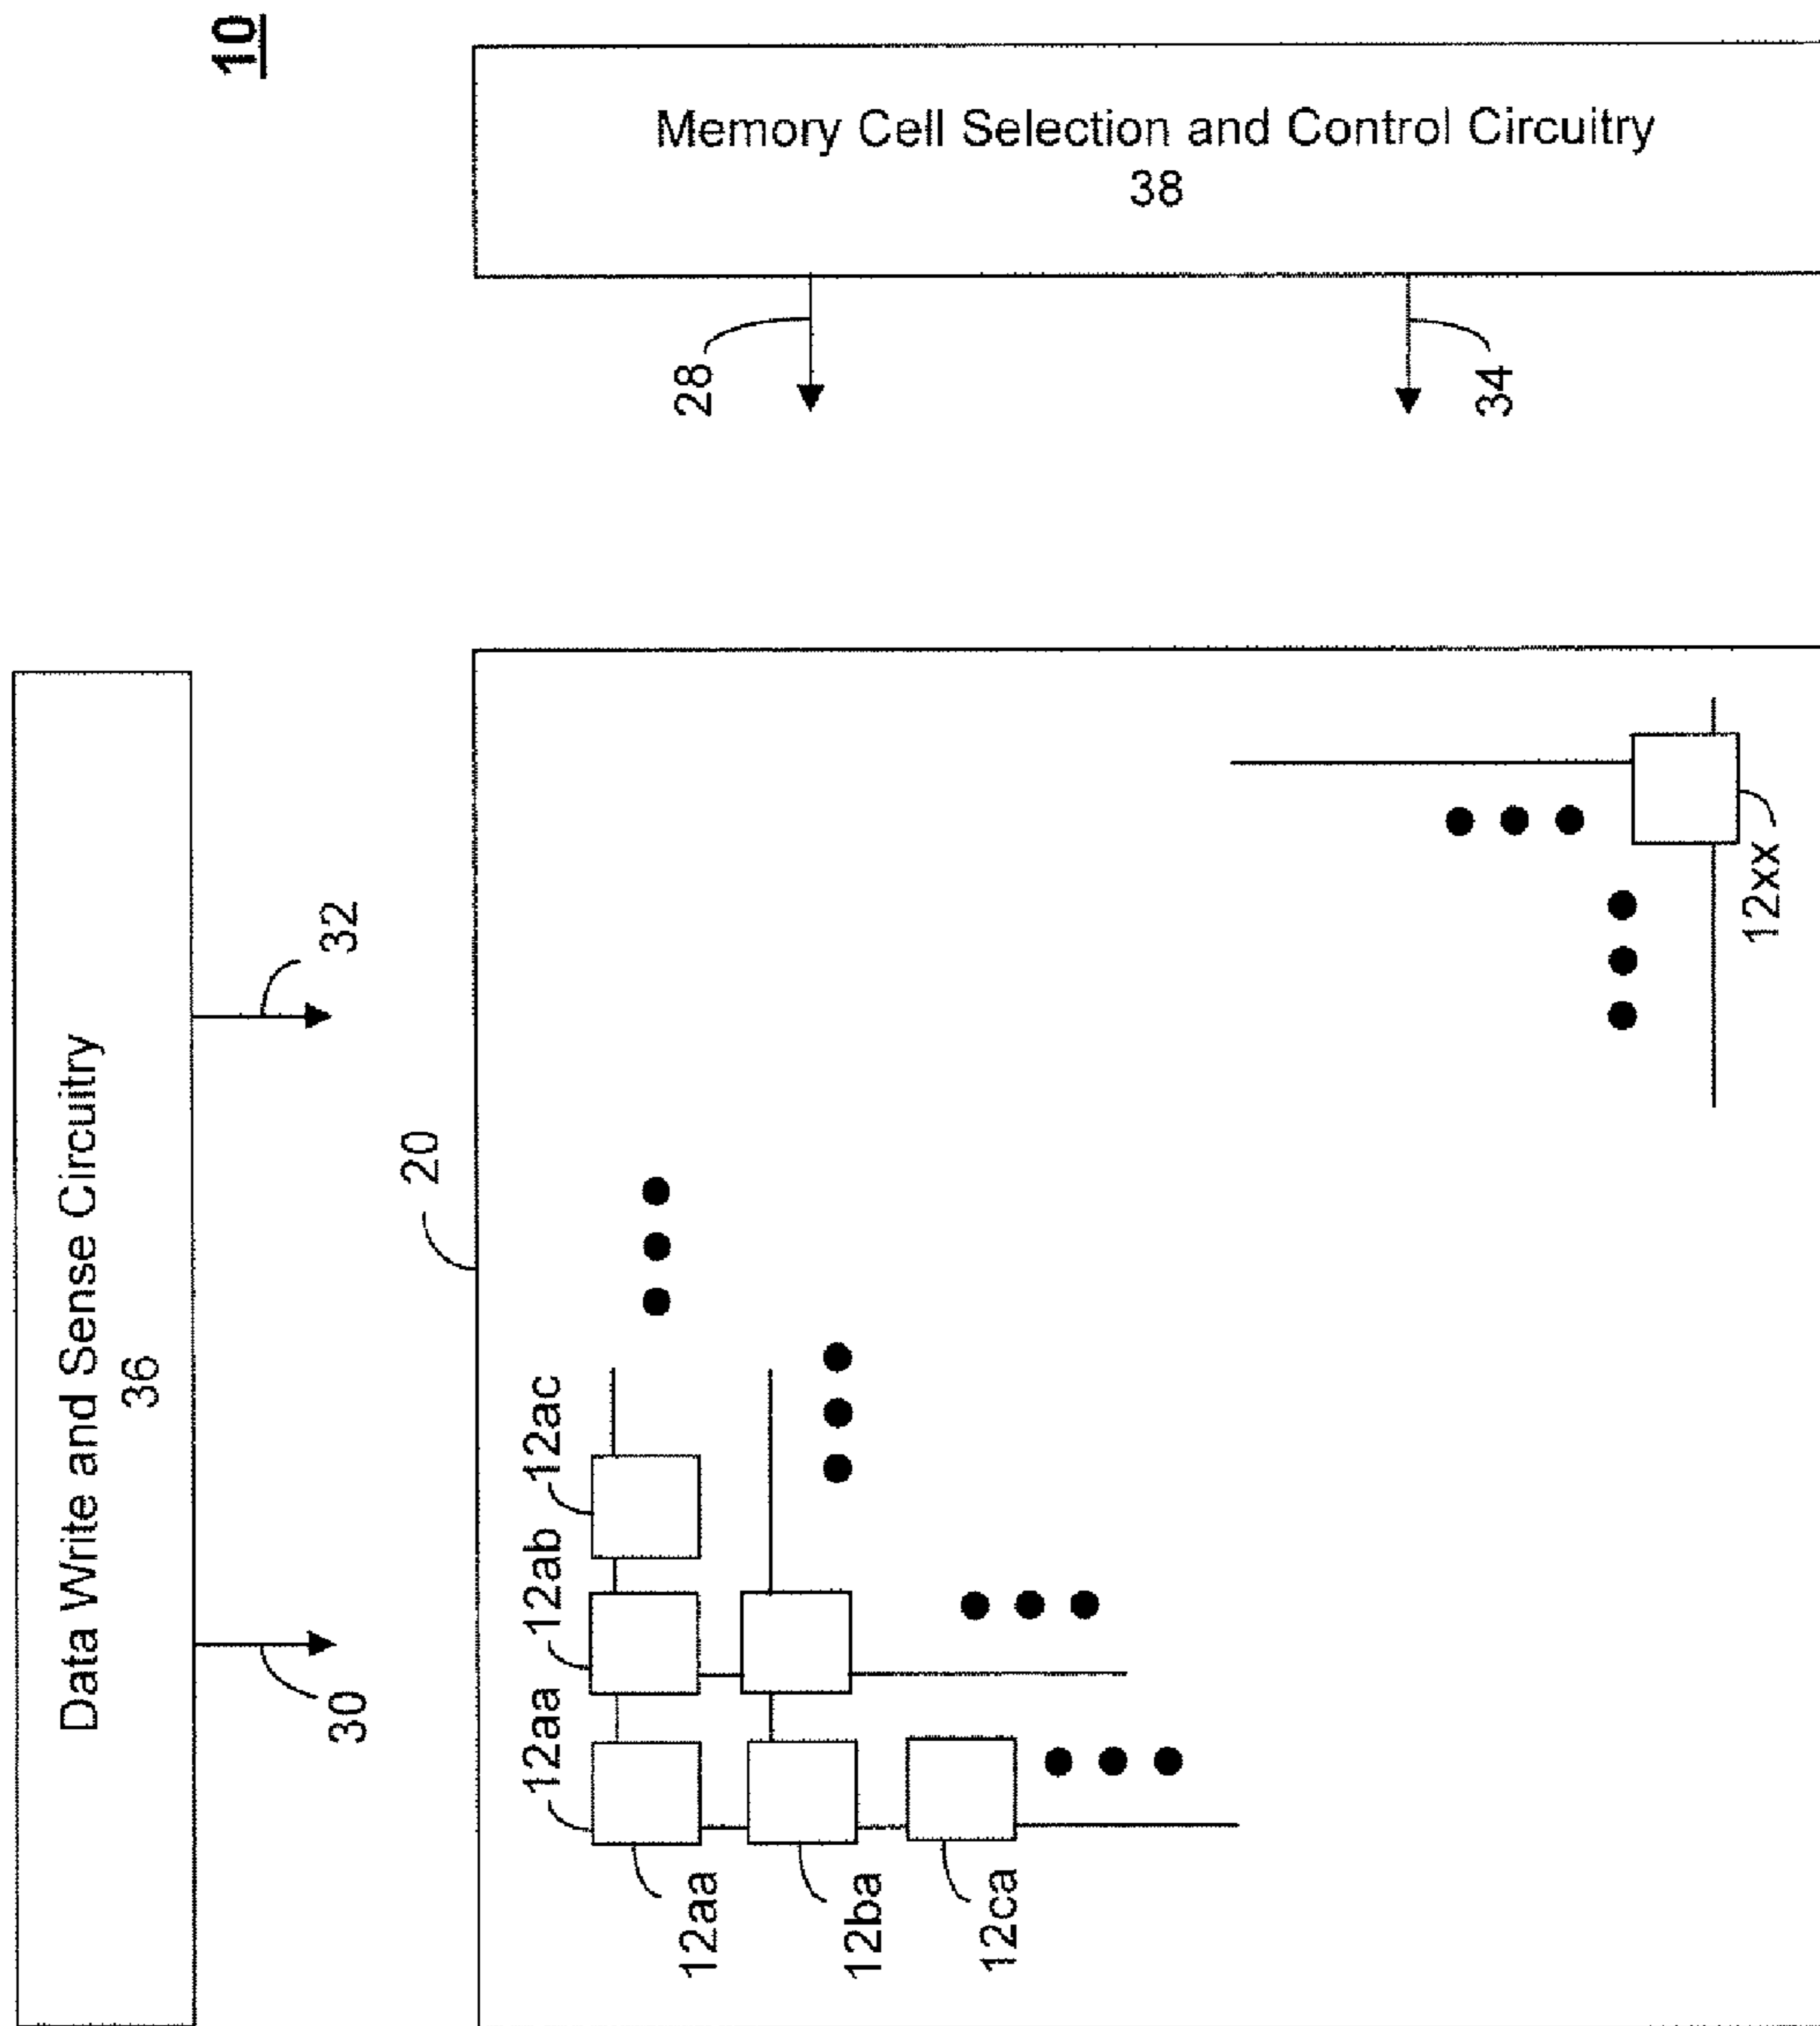 10
Data Write and Sense Circuitry
36
Memory Cell Selection and Control Circuitry
38
30
32
28
34
20
12aa
12ab
12ac
12aa
12ba
12ca
12xx